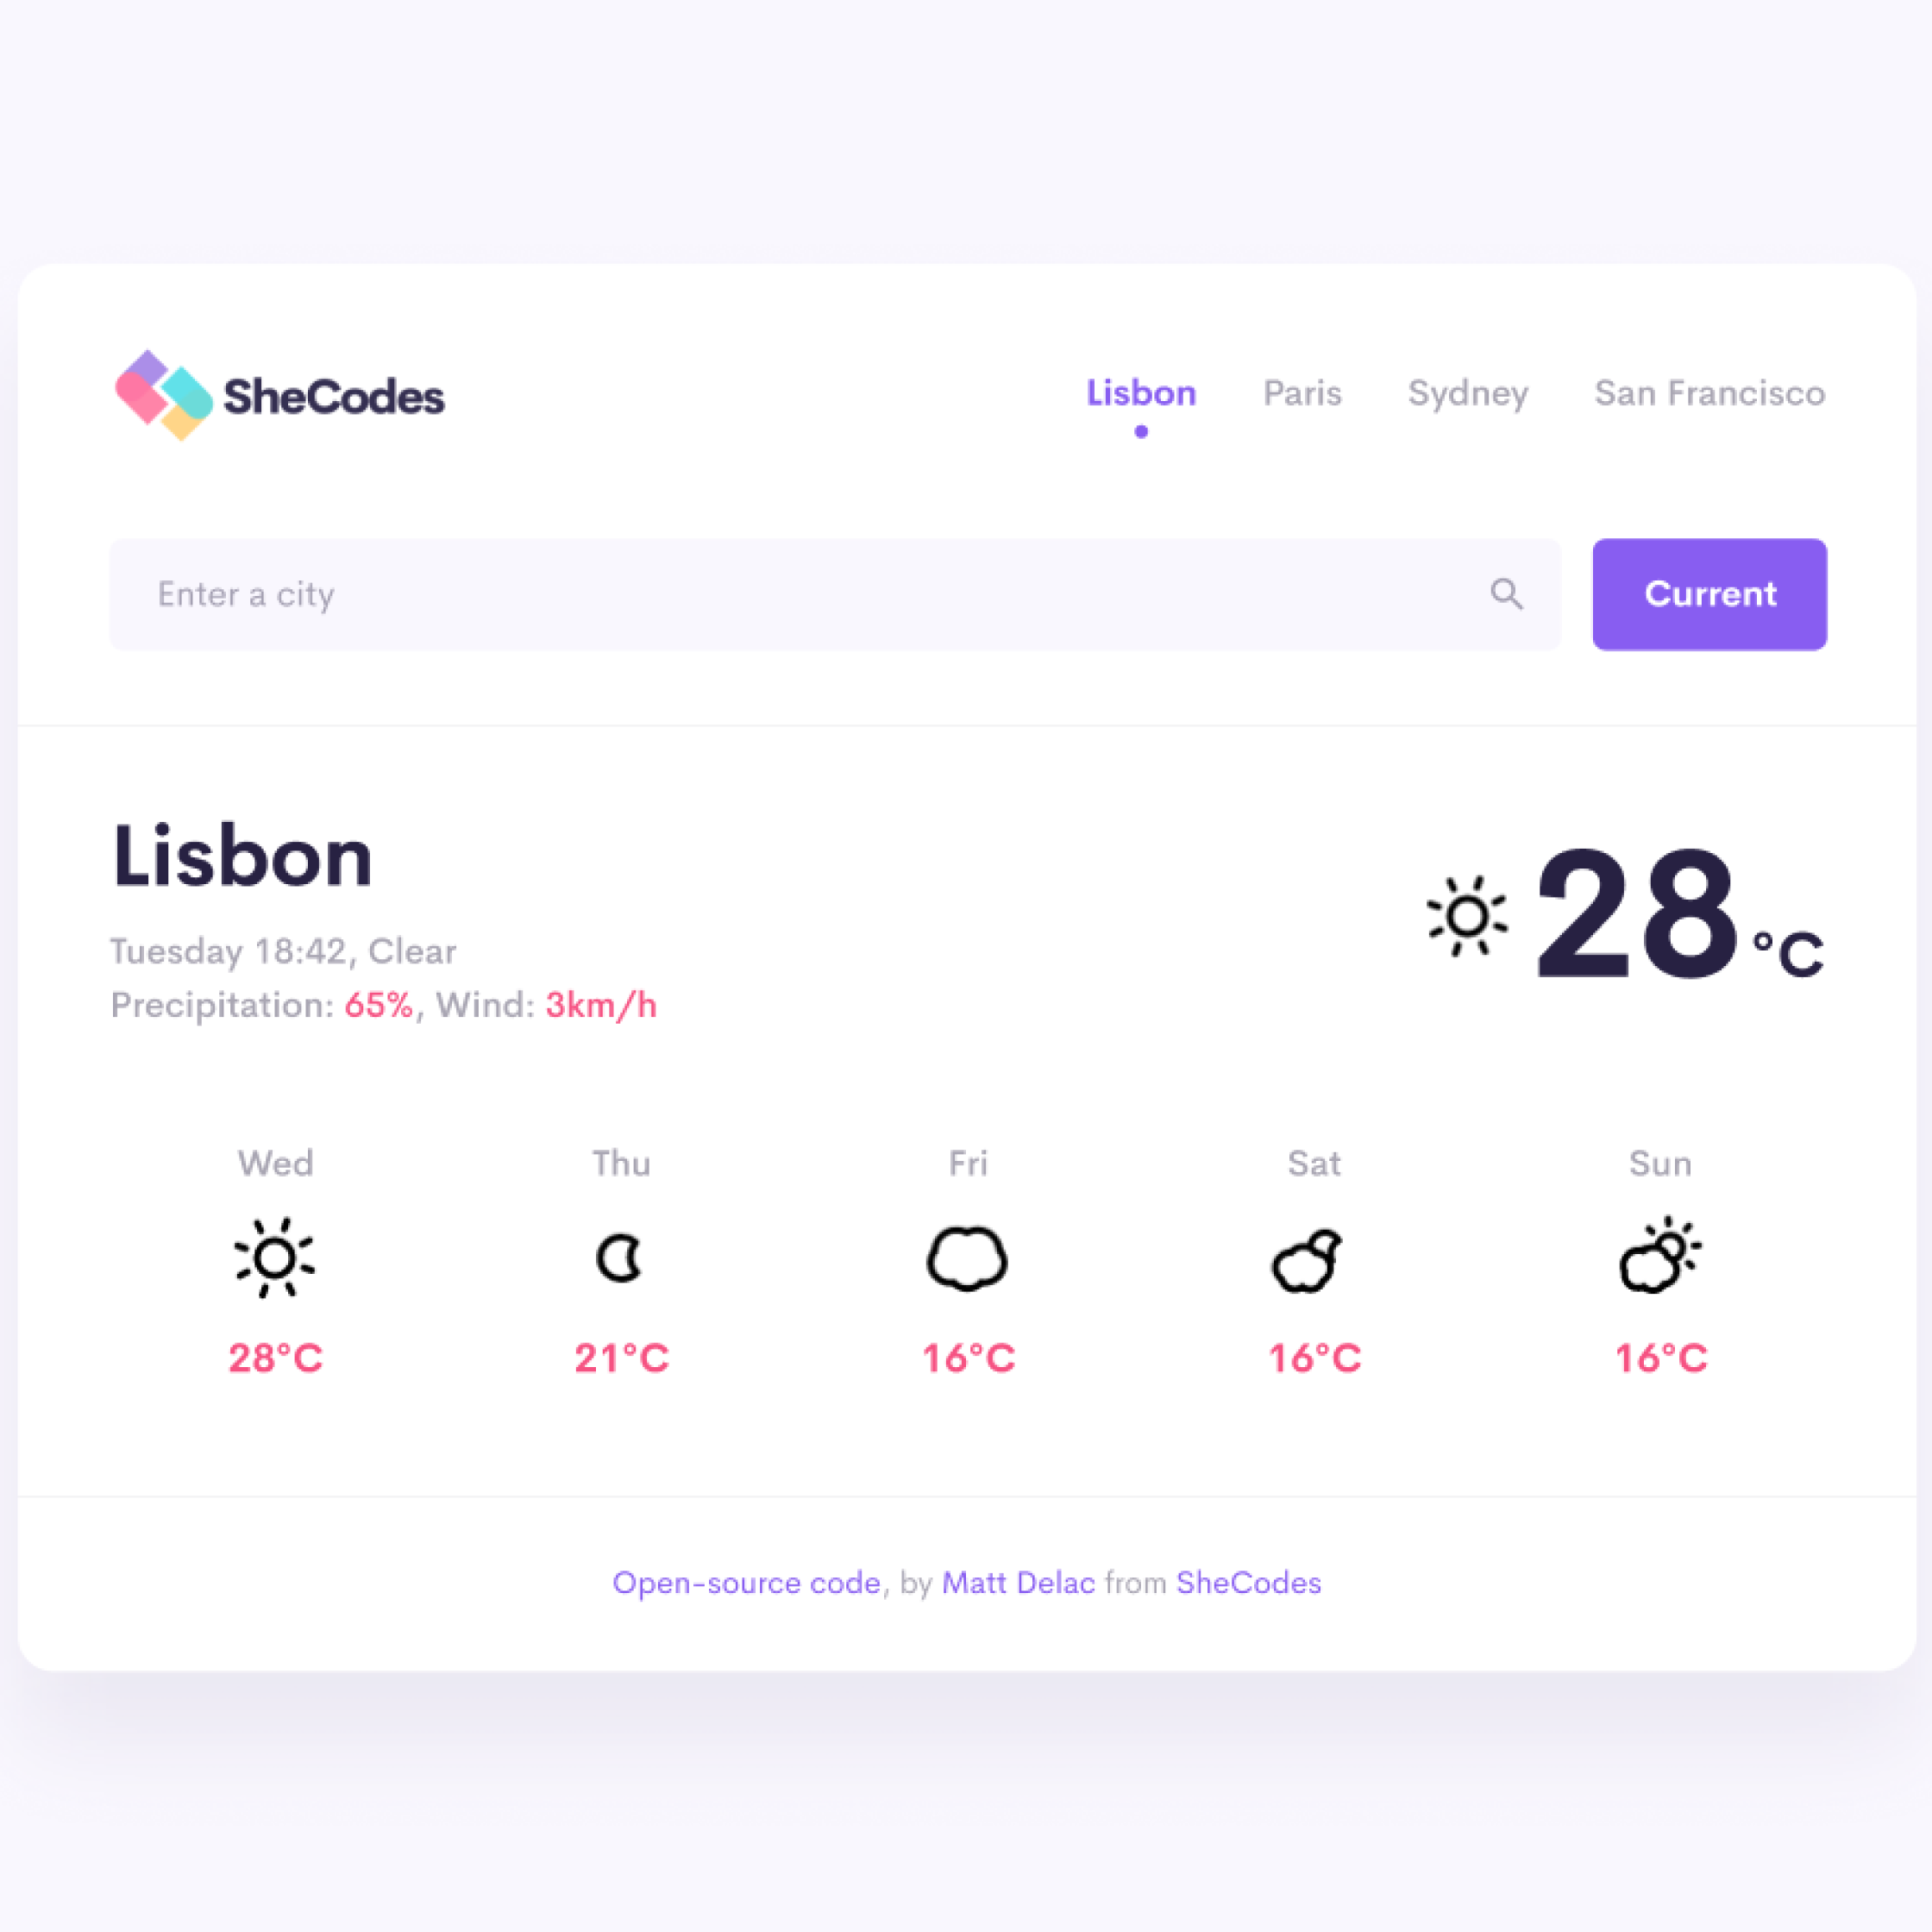 SheCodes
Lisbon Paris Sydney San Francisco
Enter a city
Current
Lisbon
28 °C
Tuesday 18:42, Clear
Precipitation: 65%, Wind: 3km/h
Wed Thu Fri Sat Sun
28°C 21°C 16°C 16°C 16°C
Open-source code, by Matt Delac from SheCodes